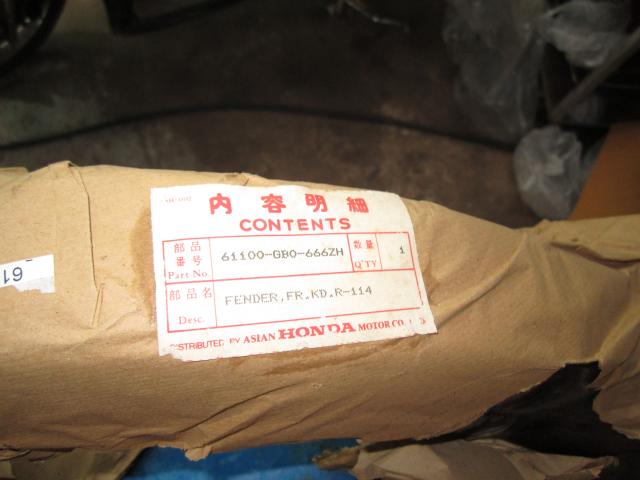 内容明細
CONTENTS
部品番号 Part No. 61100-GB0-666ZH 数量 Q'TY 1
部品名 Desc. FENDER,FR.KD.R-114
DISTRIBUTED BY ASIAN HONDA MOTOR CO.
61